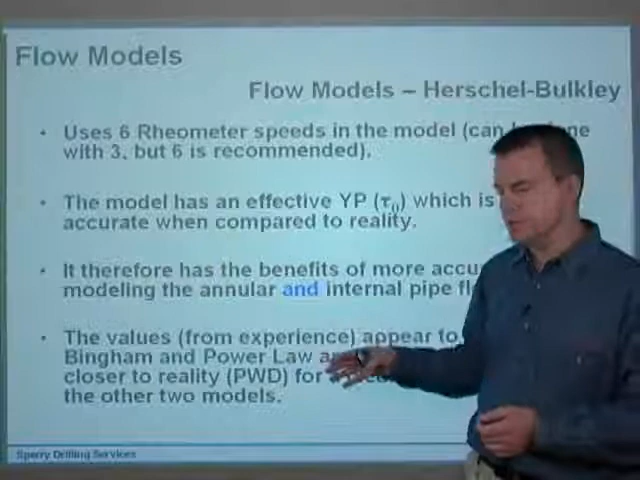 Flow Models
Flow Models – Herschel-Bulkley
• Uses 6 Rheometer speeds in the model (can
with 3, but 6 is recommended).
• The model has an effective YP (τ₀) which is
accurate when compared to reality.
• It therefore has the benefits of more
modeling the annular and internal pipe
• The values (from experience) appear to
Bingham and Power Law
closer to reality (PWD) for
the other two models.
Sperry Drilling Services